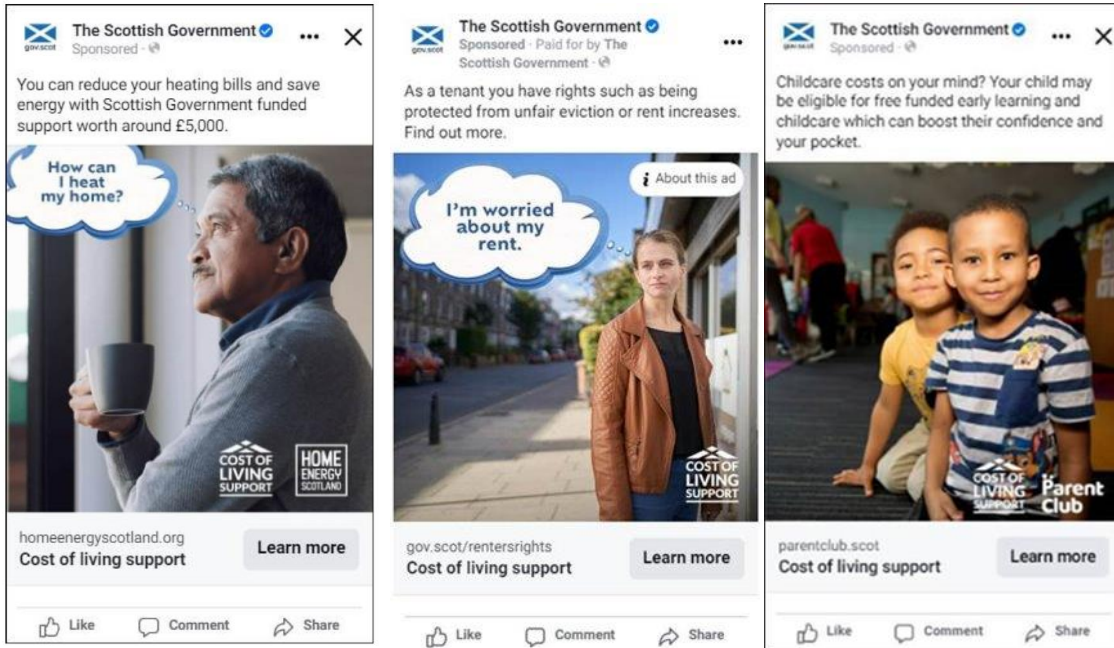 The Scottish Government
gov.scot
Sponsored ·
You can reduce your heating bills and save
energy with Scottish Government funded
support worth around £5,000.
How can
I heat
my home?
COST OF
LIVING
SUPPORT
HOME
ENERGY
SCOTLAND
homeenergyscotland.org
Cost of living support
Learn more
Like
Comment
Share
The Scottish Government
gov.scot
Sponsored · Paid for by The
Scottish Government ·
As a tenant you have rights such as being
protected from unfair eviction or rent increases.
Find out more.
i About this ad
I'm worried
about my
rent.
COST OF
LIVING
SUPPORT
gov.scot/rentersrights
Cost of living support
Learn more
Like
Comment
Share
The Scottish Government
gov.scot
Sponsored ·
Childcare costs on your mind? Your child may
be eligible for free funded early learning and
childcare which can boost their confidence and
your pocket.
COST OF
LIVING
SUPPORT
Parent
Club
parentclub.scot
Cost of living support
Learn more
Like
Comment
Share